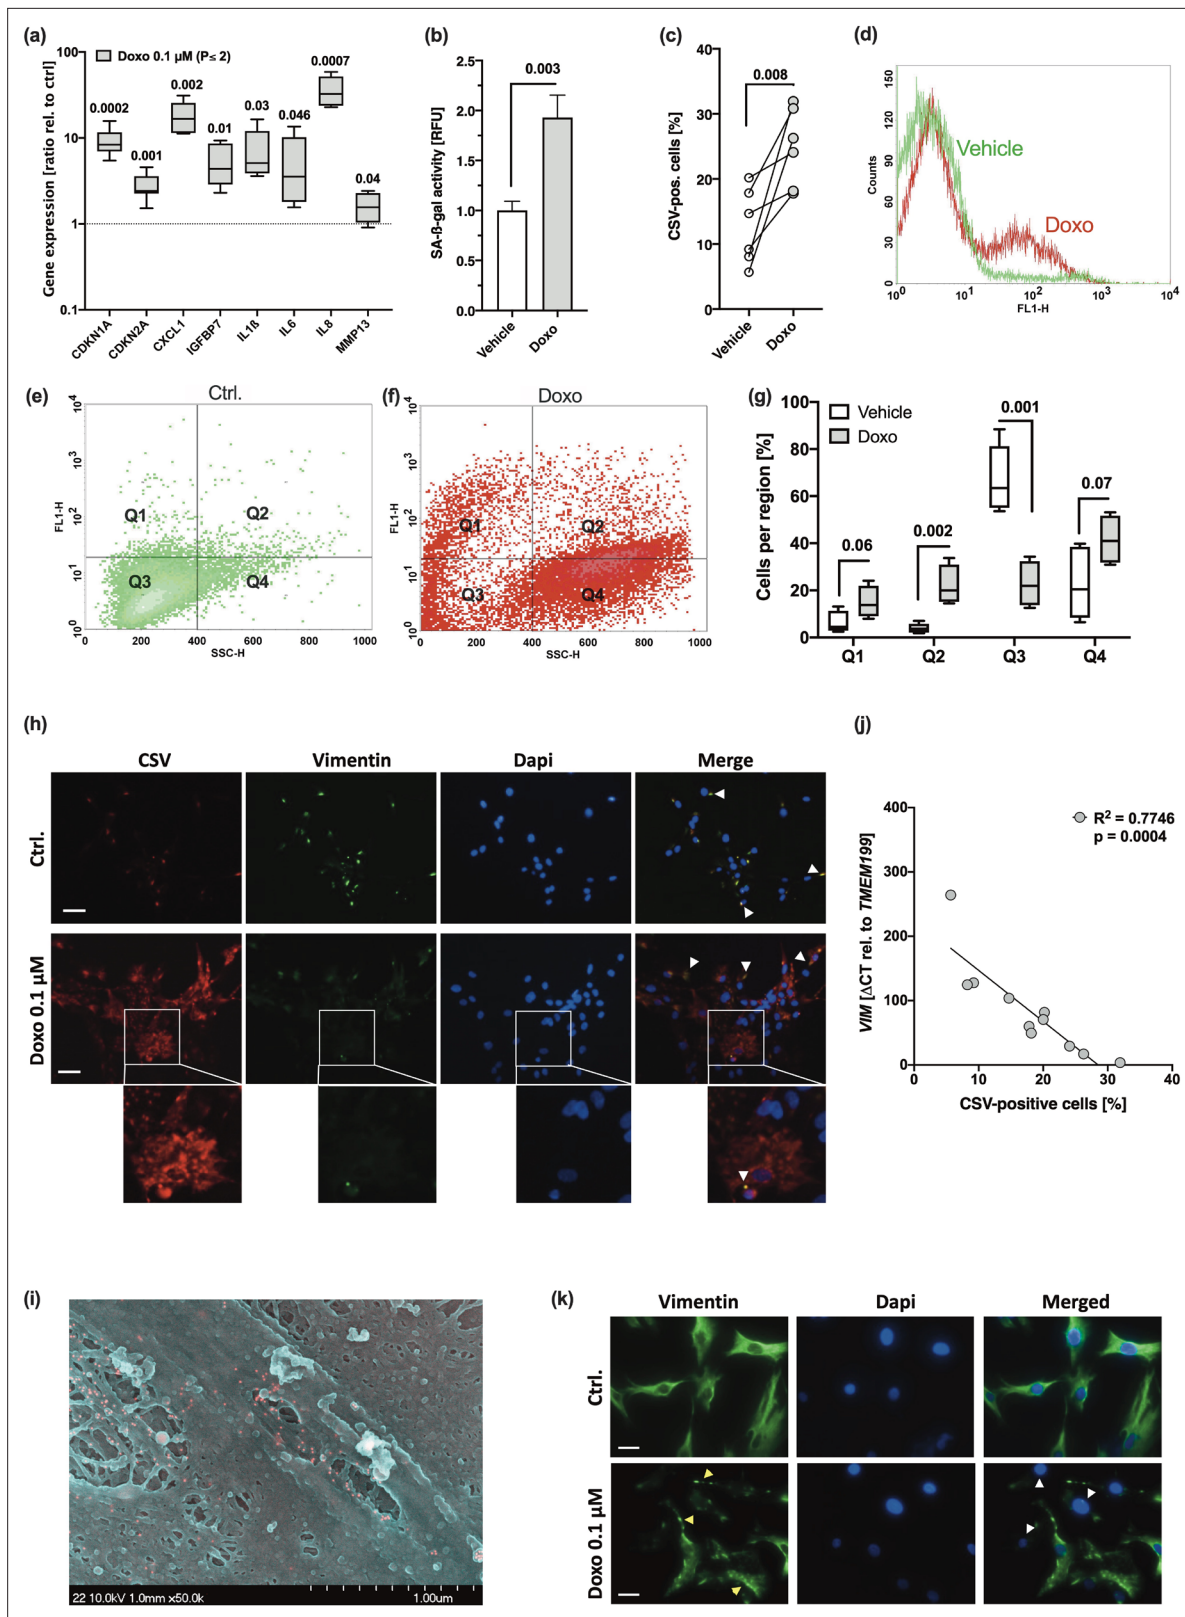 (a)
100
10
1
0.1
Gene expression [ratio rel. to ctrl]
Doxo 0.1 µM (P≤ 2)
0.0002
0.001
0.002
0.01
0.03
0.046
0.0007
0.04
CDKN1A
CDKN2A
CXCL1
IGFBP7
IL1ß
IL6
IL8
MMP13
(b)
2.5
2.0
1.5
1.0
0.5
0.0
SA-ß-gal activity [RFU]
0.003
Vehicle
Doxo
(c)
40
30
20
10
0
CSV-pos. cells [%]
0.008
Vehicle
Doxo
(d)
150
120
90
60
30
0
Counts
Vehicle
Doxo
10⁰ 10¹ 10² 10³ 10⁴
FL1-H
(e)
Ctrl.
10⁴
10³
10²
10¹
10⁰
FL1-H
Q1
Q2
Q3
Q4
0 200 400 600 800 1000
SSC-H
(f)
Doxo
10⁴
10³
10²
10¹
10⁰
FL1-H
Q1
Q2
Q3
Q4
0 200 400 600 800 1000
SSC-H
(g)
100
80
60
40
20
0
Cells per region [%]
Vehicle
Doxo
0.06
0.002
0.001
0.07
Q1 Q2 Q3 Q4
(h)
CSV Vimentin Dapi Merge
Ctrl.
Doxo 0.1 µM
(j)
400
300
200
100
0
VIM [ΔCT rel. to TMEM199]
R² = 0.7746
p = 0.0004
0 10 20 30 40
CSV-positive cells [%]
(i)
22 10.0kV 1.0mm x50.0k 1.00um
(k)
Vimentin Dapi Merged
Ctrl.
Doxo 0.1 µM